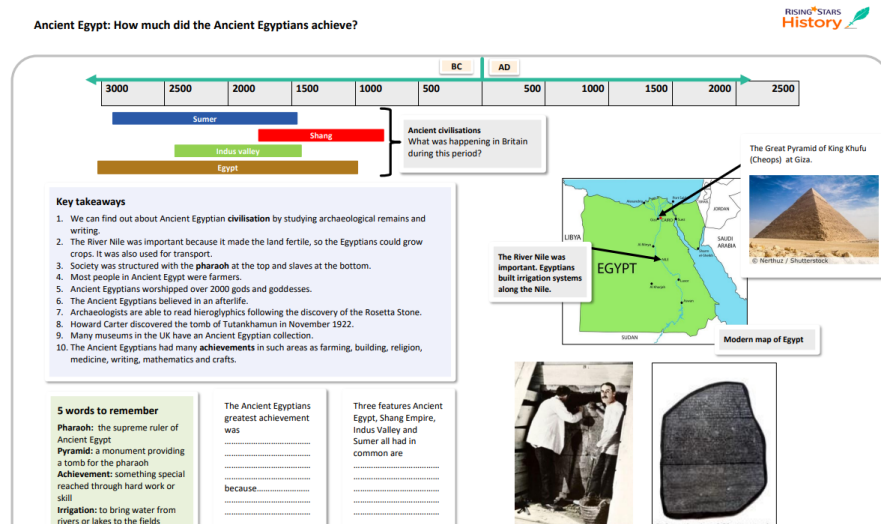 Ancient Egypt: How much did the Ancient Egyptians achieve?
RISING STARS
History
BC
AD
3000 2500 2000 1500 1000 500 500 1000 1500 2000 2500
Sumer
Shang
Indus valley
Egypt
Ancient civilisations
What was happening in Britain
during this period?
The Great Pyramid of King Khufu
(Cheops) at Giza.
© Nerthuz / Shutterstock
Key takeaways
1. We can find out about Ancient Egyptian civilisation by studying archaeological remains and
writing.
2. The River Nile was important because it made the land fertile, so the Egyptians could grow
crops. It was also used for transport.
3. Society was structured with the pharaoh at the top and slaves at the bottom.
4. Most people in Ancient Egypt were farmers.
5. Ancient Egyptians worshipped over 2000 gods and goddesses.
6. The Ancient Egyptians believed in an afterlife.
7. Archaeologists are able to read hieroglyphics following the discovery of the Rosetta Stone.
8. Howard Carter discovered the tomb of Tutankhamun in November 1922.
9. Many museums in the UK have an Ancient Egyptian collection.
10. The Ancient Egyptians had many achievements in such areas as farming, building, religion,
medicine, writing, mathematics and crafts.
JORDAN
LIBYA
SAUDI
ARABIA
EGYPT
SUDAN
The River Nile was
important. Egyptians
built irrigation systems
along the Nile.
Modern map of Egypt
5 words to remember
Pharaoh: the supreme ruler of
Ancient Egypt
Pyramid: a monument providing
a tomb for the pharaoh
Achievement: something special
reached through hard work or
skill
Irrigation: to bring water from
rivers or lakes to the fields
The Ancient Egyptians
greatest achievement
was
........................................
........................................
........................................
because........................
........................................
Three features Ancient
Egypt, Shang Empire,
Indus Valley and
Sumer all had in
common are
........................................
........................................
........................................
........................................